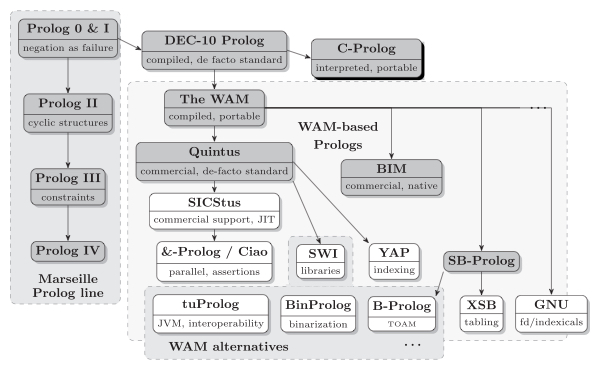 Prolog 0 & I
negation as failure
DEC-10 Prolog
compiled, de facto standard
C-Prolog
interpreted, portable
Prolog II
cyclic structures
The WAM
compiled, portable
...
WAM-based
Prologs
Quintus
commercial, de-facto standard
BIM
commercial, native
Prolog III
constraints
SICStus
commercial support, JIT
Prolog IV
&-Prolog / Ciao
parallel, assertions
SWI
libraries
YAP
indexing
SB-Prolog
Marseille
Prolog line
tuProlog
JVM, interoperability
BinProlog
binarization
B-Prolog
TOAM
XSB
tabling
GNU
fd/indexicals
WAM alternatives
...